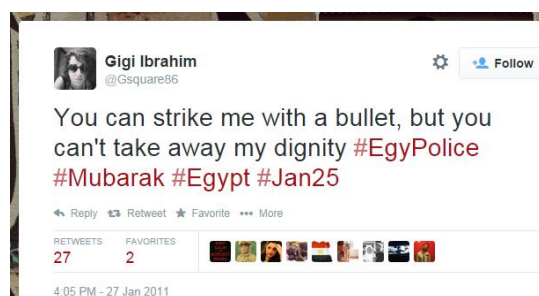 Gigi Ibrahim
@Gsquare86
Follow
You can strike me with a bullet, but you
can't take away my dignity #EgyPolice
#Mubarak #Egypt #Jan25
Reply Retweet Favorite More
RETWEETS FAVORITES
27 2
4:05 PM - 27 Jan 2011